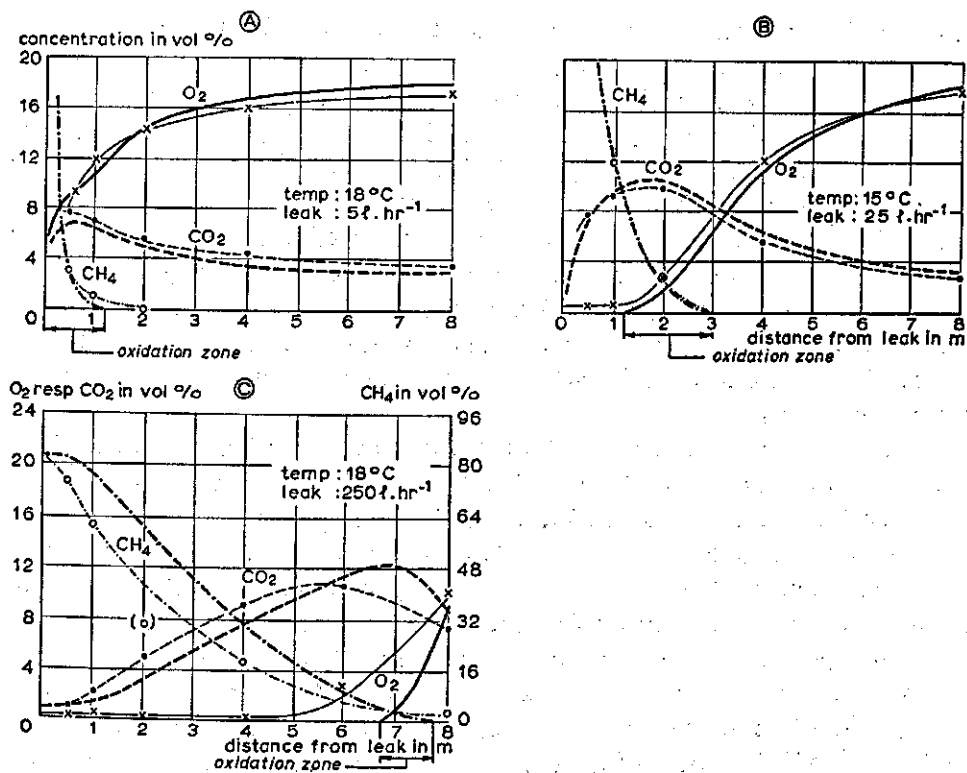 Ⓐ
concentration in vol %
20
16
12
8
4
0
O2
temp: 18°C
leak : 5ℓ.hr-1
CO2
CH4
1 2 3 4 5 6 7 8
oxidation zone
Ⓑ
CH4
CO2
O2
temp: 15°C
leak : 25 ℓ.hr-1
0 1 2 3 4 5 6 7 8
distance from leak in m
oxidation zone
O2 resp CO2 in vol %
Ⓒ
CH4 in vol %
24 96
20 80
16 64
12 48
8 32
4 16
0 0
temp : 18°C
leak : 250 ℓ.hr-1
CH4
CO2
O2
1 2 3 4 5 6 7 8
distance from leak in m
oxidation zone